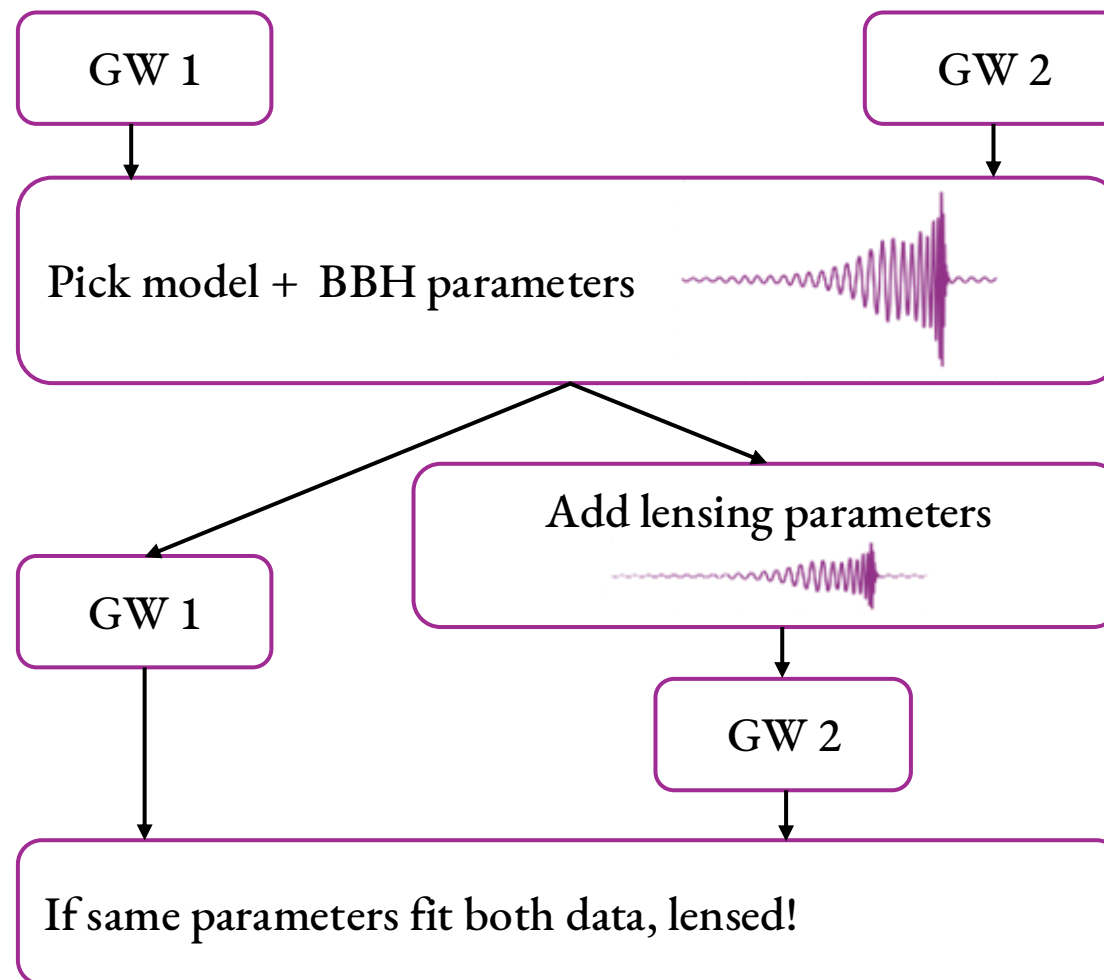 GW 1
GW 2
Pick model + BBH parameters
Add lensing parameters
GW 1
GW 2
If same parameters fit both data, lensed!